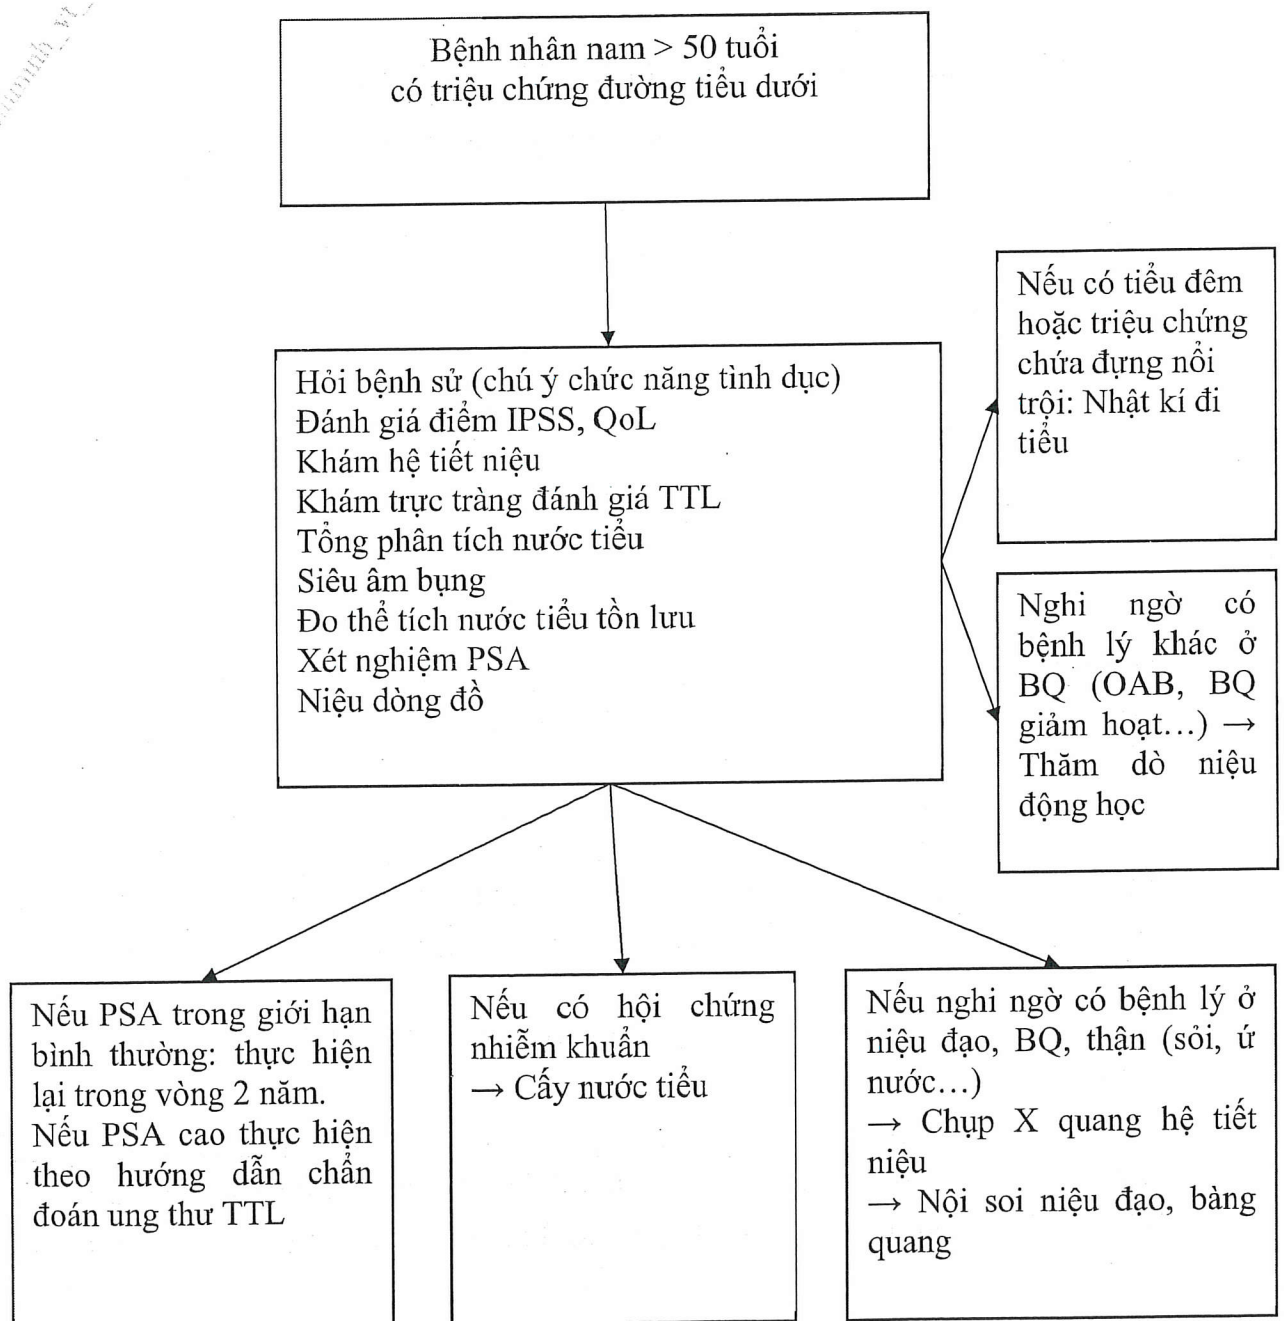 Bệnh nhân nam > 50 tuổi
có triệu chứng đường tiểu dưới
Hỏi bệnh sử (chú ý chức năng tình dục)
Đánh giá điểm IPSS, QoL
Khám hệ tiết niệu
Khám trực tràng đánh giá TTL
Tổng phân tích nước tiểu
Siêu âm bụng
Đo thể tích nước tiểu tồn lưu
Xét nghiệm PSA
Niệu dòng đồ
Nếu có tiểu đêm
hoặc triệu chứng
chứa đựng nổi
trội: Nhật kí đi
tiểu
Nghi ngờ có
bệnh lý khác ở
BQ (OAB, BQ
giảm hoạt...) →
Thăm dò niệu
động học
Nếu PSA trong giới hạn
bình thường: thực hiện
lại trong vòng 2 năm.
Nếu PSA cao thực hiện
theo hướng dẫn chẩn
đoán ung thư TTL
Nếu có hội chứng
nhiễm khuẩn
→ Cấy nước tiểu
Nếu nghi ngờ có bệnh lý ở
niệu đạo, BQ, thận (sỏi, ứ
nước...)
→ Chụp X quang hệ tiết
niệu
→ Nội soi niệu đạo, bàng
quang